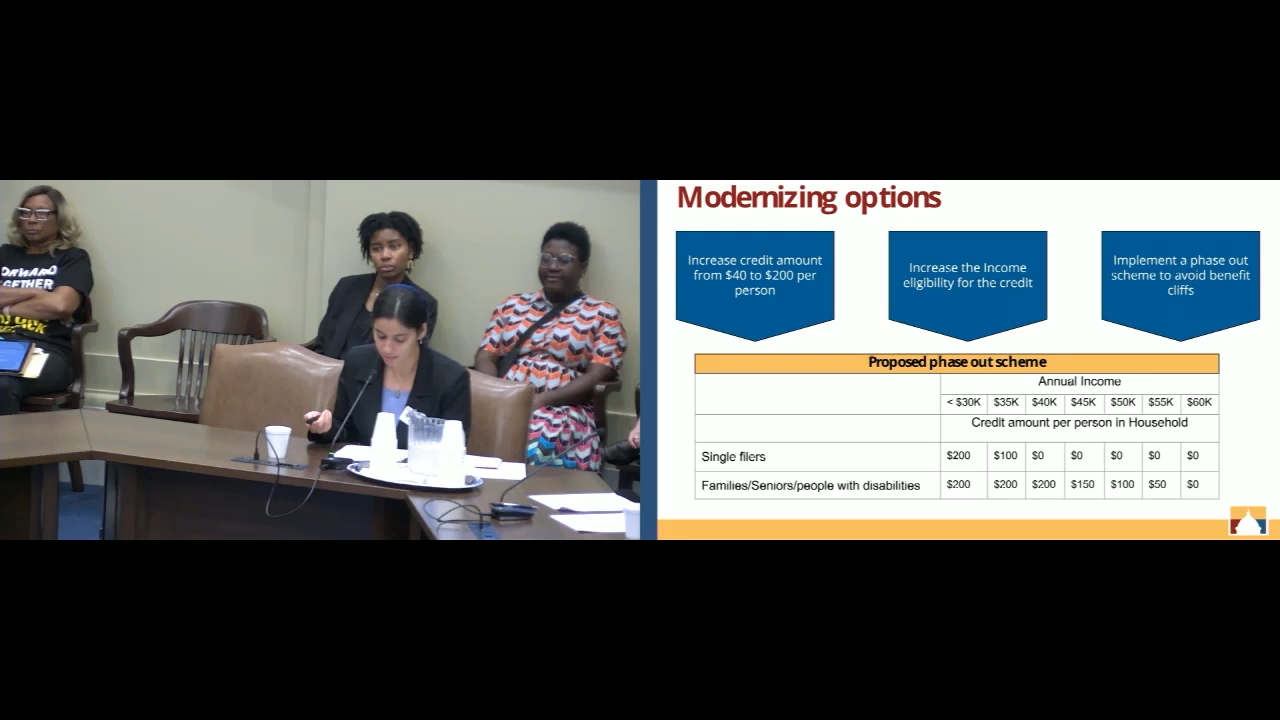 GETHER
Modernizing options
Increase credit amount
from $40 to $200 per
person
Increase the Income
eligibility for the credit
Implement a phase out
scheme to avoid benefit
cliffs
Proposed phase out scheme
Annual Income
< $30K $35K $40K $45K $50K $55K $60K
Credit amount per person in Household
Single filers $200 $100 $0 $0 $0 $0 $0
Families/Seniors/people with disabilities $200 $200 $200 $150 $100 $50 $0